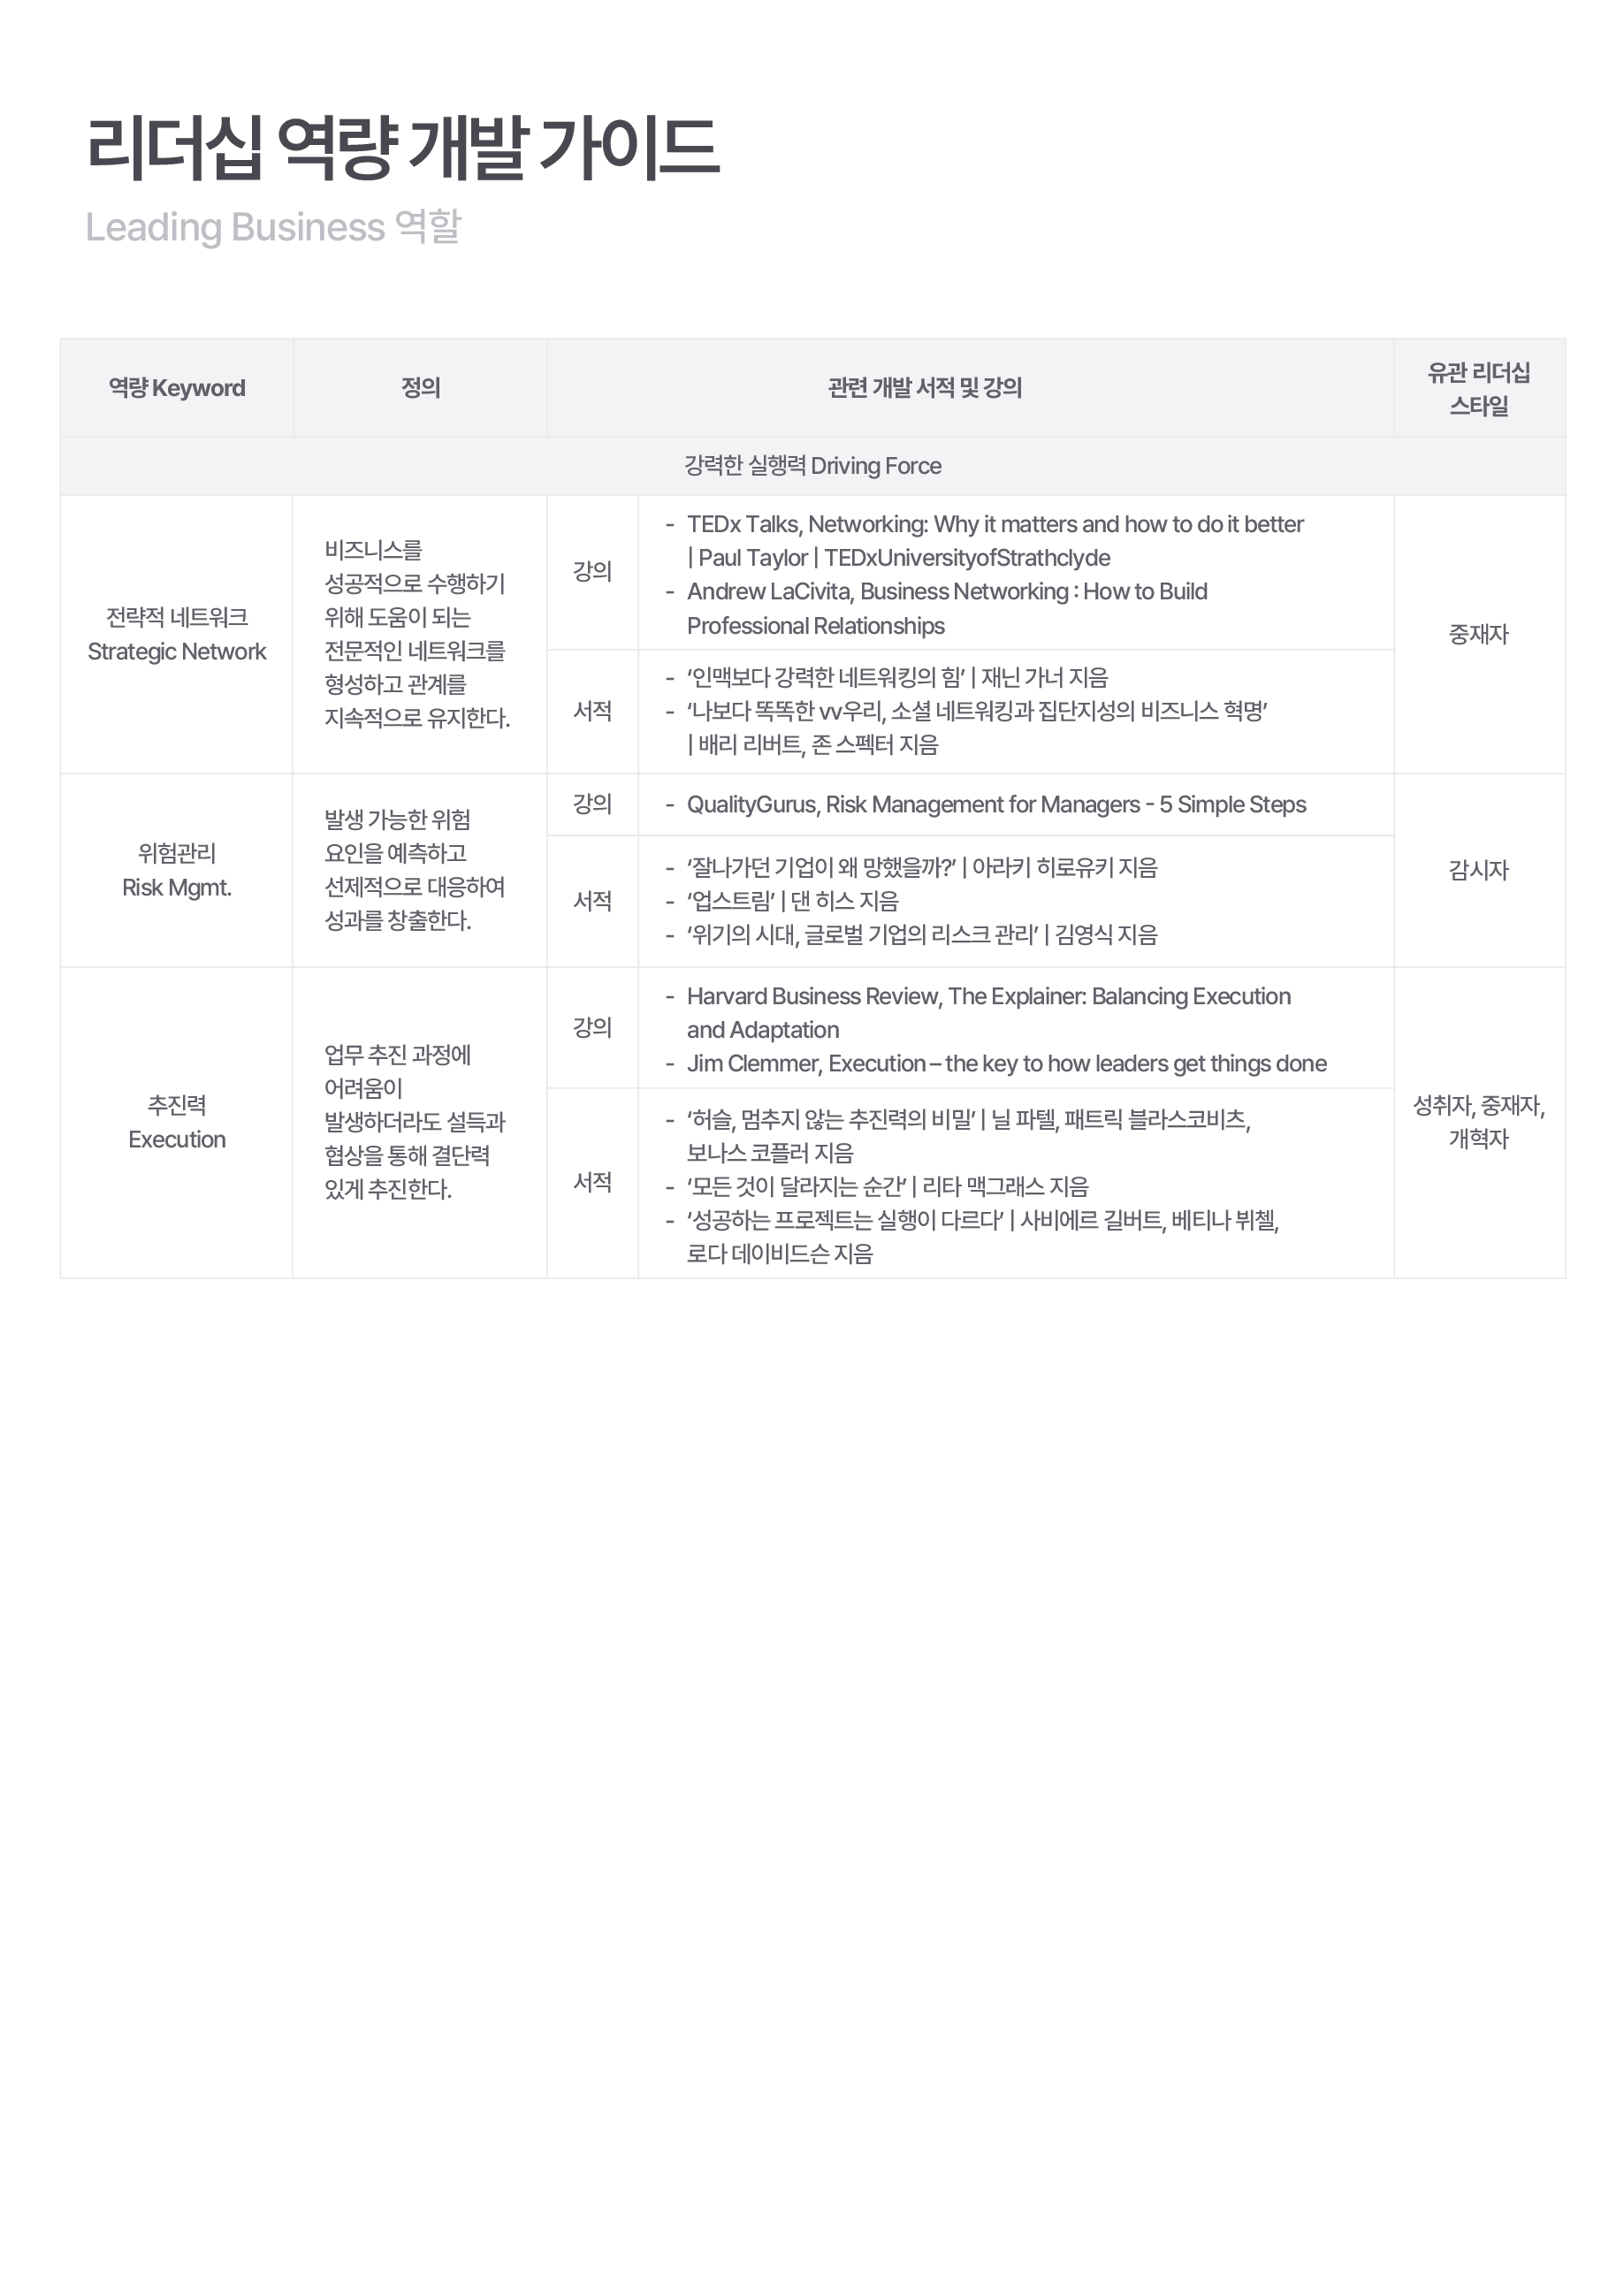 리더십 역량 개발 가이드
Leading Business 역할
역량 Keyword
정의
관련 개발 서적 및 강의
유관 리더십
스타일
강력한 실행력 Driving Force
전략적 네트워크
Strategic Network
비즈니스를
성공적으로 수행하기
위해 도움이 되는
전문적인 네트워크를
형성하고 관계를
지속적으로 유지한다.
강의
- TEDx Talks, Networking: Why it matters and how to do it better
| Paul Taylor | TEDxUniversityofStrathclyde
- Andrew LaCivita, Business Networking : How to Build
Professional Relationships
서적
- ‘인맥보다 강력한 네트워킹의 힘’ | 재닌 가너 지음
- ‘나보다 똑똑한 vv우리, 소셜 네트워킹과 집단지성의 비즈니스 혁명’
| 배리 리버트, 존 스펙터 지음
중재자
위험관리
Risk Mgmt.
발생 가능한 위험
요인을 예측하고
선제적으로 대응하여
성과를 창출한다.
강의
- QualityGurus, Risk Management for Managers - 5 Simple Steps
서적
- ‘잘나가던 기업이 왜 망했을까?’ | 아라키 히로유키 지음
- ‘업스트림’ | 댄 히스 지음
- ‘위기의 시대, 글로벌 기업의 리스크 관리’ | 김영식 지음
감시자
추진력
Execution
업무 추진 과정에
어려움이
발생하더라도 설득과
협상을 통해 결단력
있게 추진한다.
강의
- Harvard Business Review, The Explainer: Balancing Execution
and Adaptation
- Jim Clemmer, Execution – the key to how leaders get things done
서적
- ‘허슬, 멈추지 않는 추진력의 비밀’ | 닐 파텔, 패트릭 블라스코비츠,
보나스 코플러 지음
- ‘모든 것이 달라지는 순간’ | 리타 맥그래스 지음
- ‘성공하는 프로젝트는 실행이 다르다’ | 사비에르 길버트, 베티나 뷔첼,
로다 데이비드슨 지음
성취자, 중재자,
개혁자